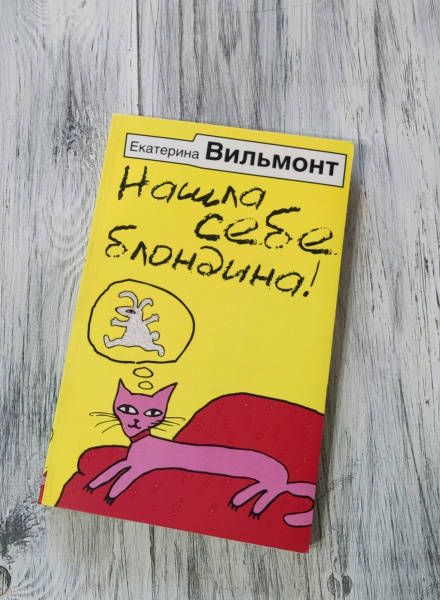 Екатерина Вильмонт
Нашла
себе
блондина!